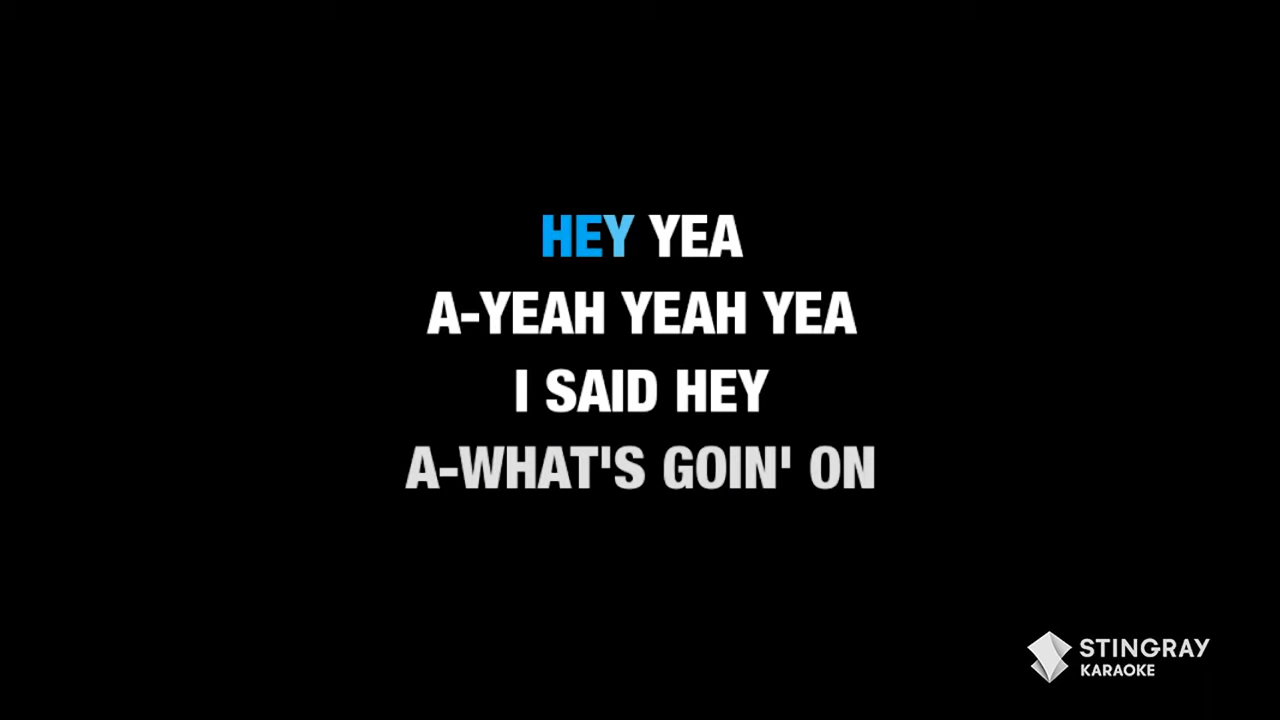 HEY YEA
A-YEAH YEAH YEA
I SAID HEY
A-WHAT'S GOIN' ON
STINGRAY
KARAOKE